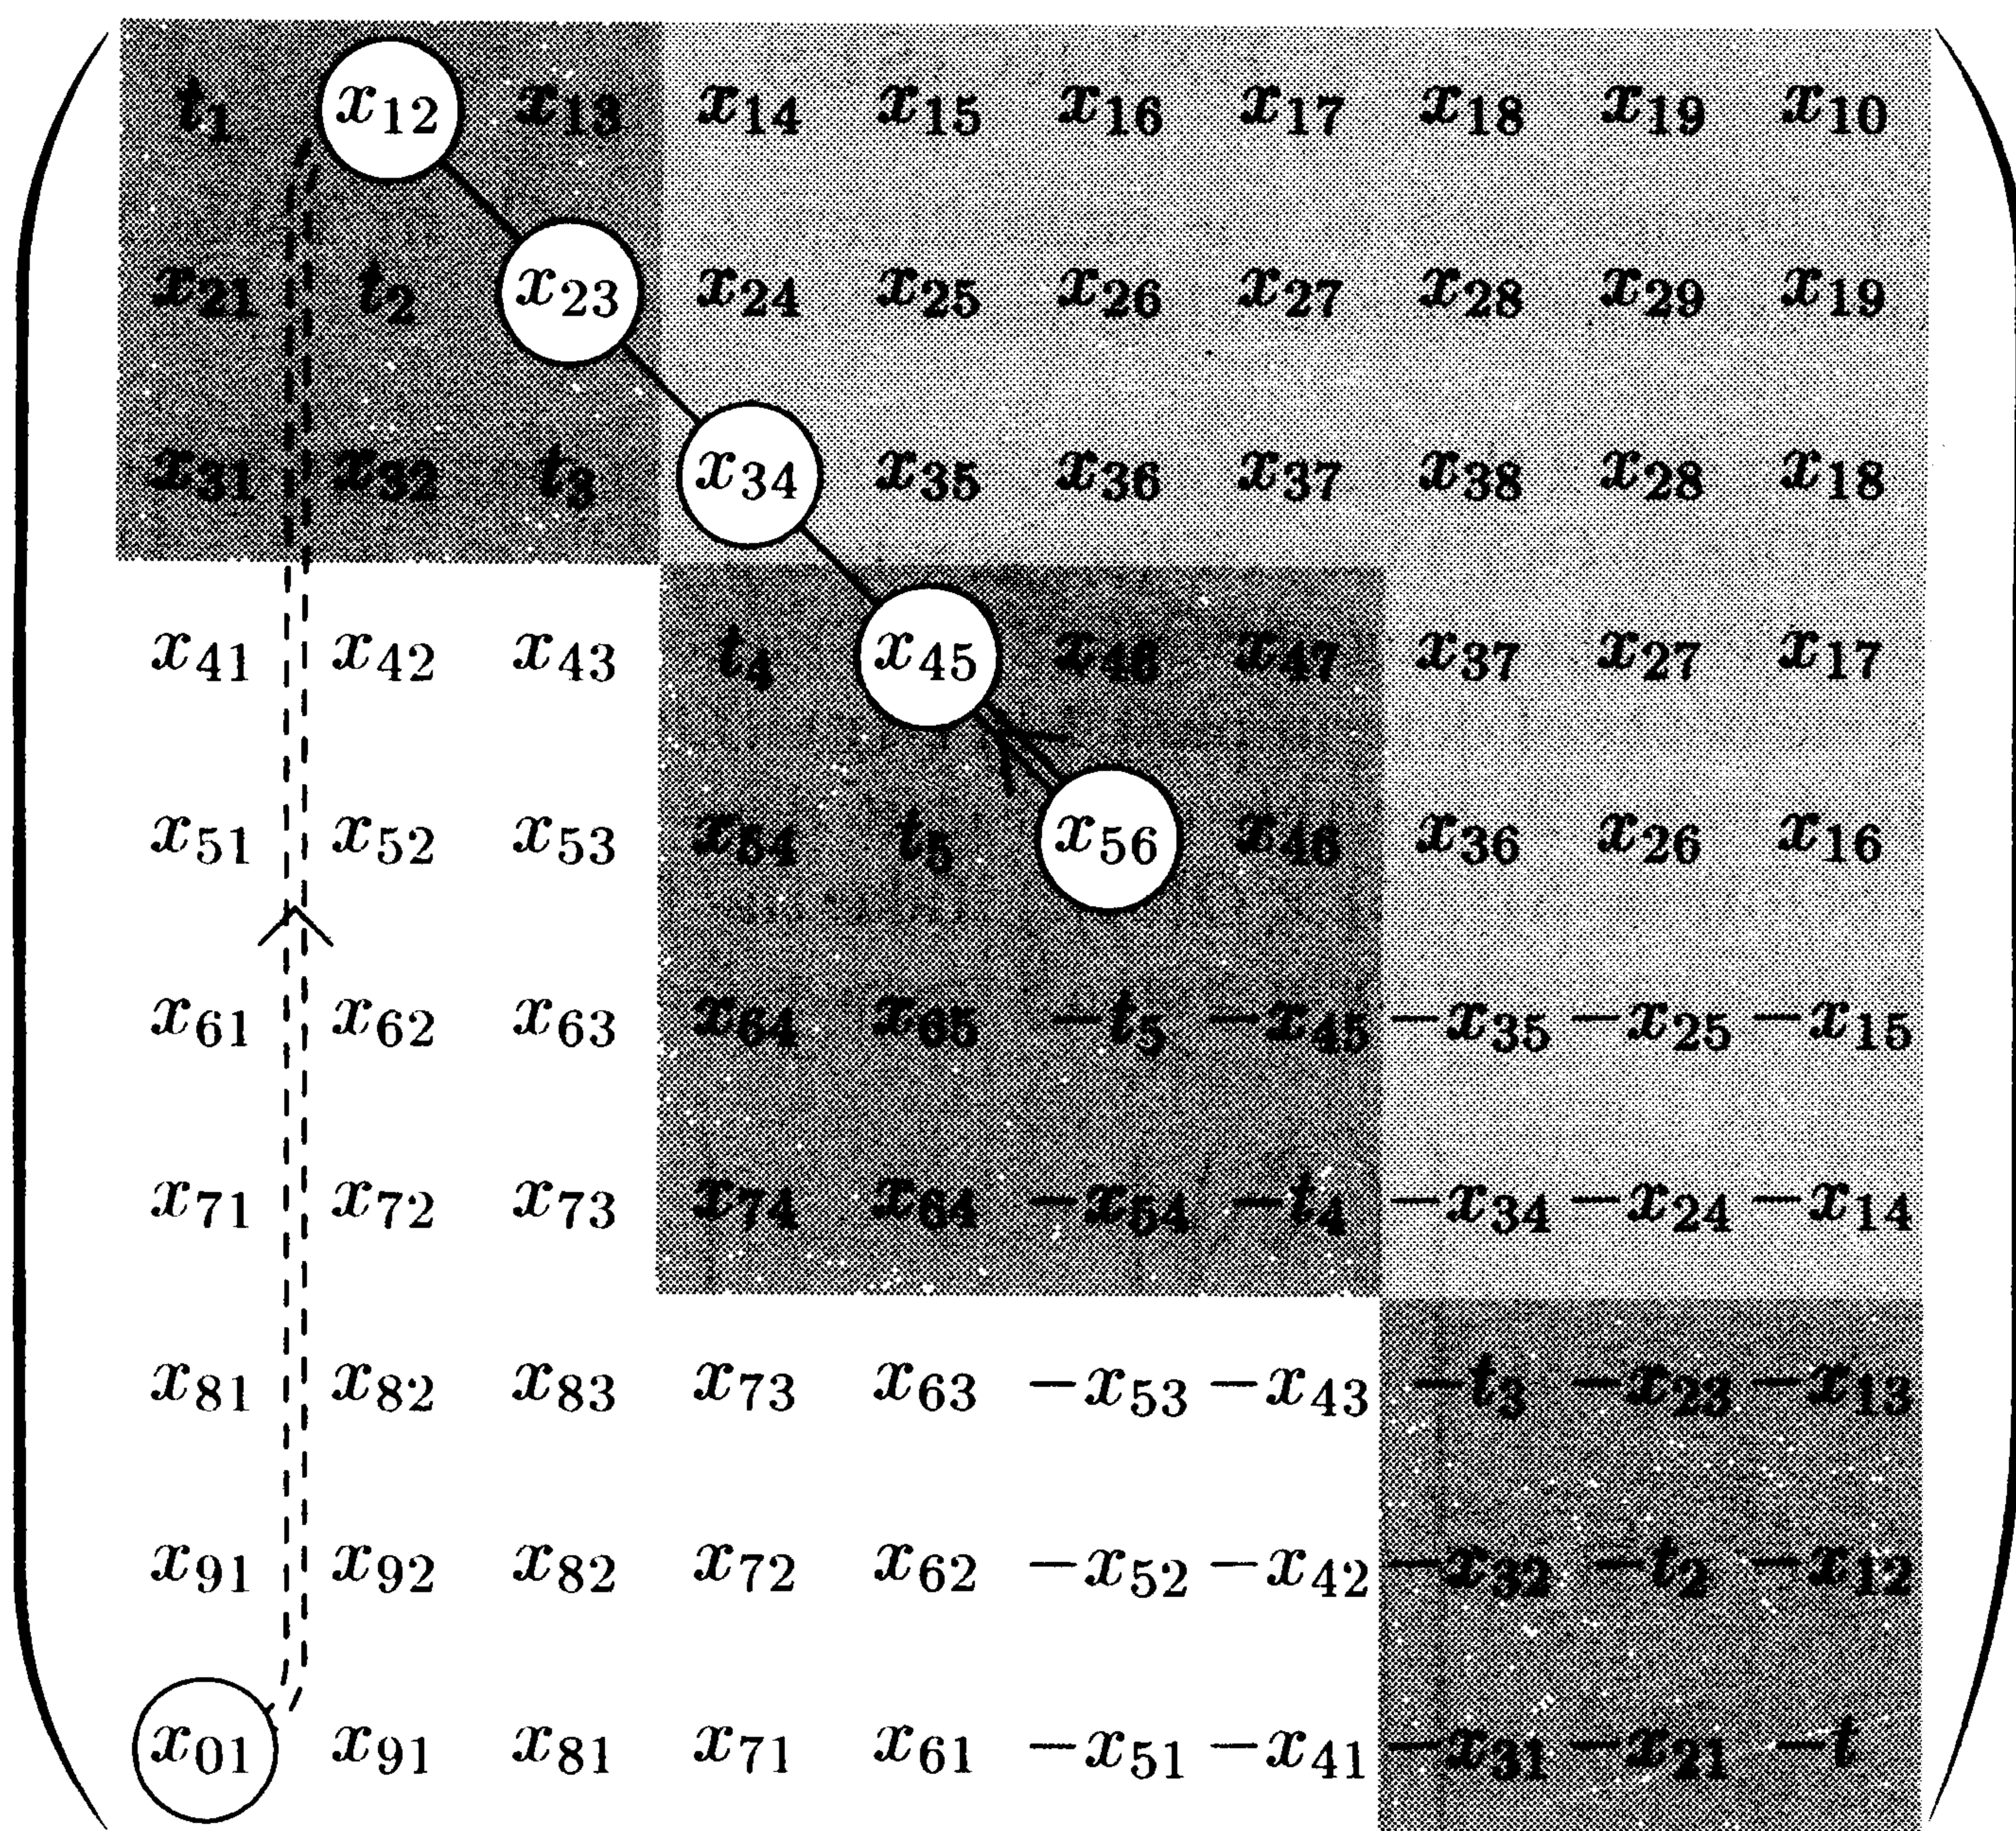 t₁ x₁₂ x₁₃ x₁₄ x₁₅ x₁₆ x₁₇ x₁₈ x₁₉ x₁₀
x₂₁ t₂ x₂₃ x₂₄ x₂₅ x₂₆ x₂₇ x₂₈ x₂₉ x₁₉
x₃₁ x₃₂ t₃ x₃₄ x₃₅ x₃₆ x₃₇ x₃₈ x₂₈ x₁₈
x₄₁ x₄₂ x₄₃ t₄ x₄₅ x₄₆ x₄₇ x₃₇ x₂₇ x₁₇
x₅₁ x₅₂ x₅₃ x₅₄ t₅ x₅₆ x₄₆ x₃₆ x₂₆ x₁₆
x₆₁ x₆₂ x₆₃ x₆₄ x₆₅ −t₅ −x₄₅ −x₃₅ −x₂₅ −x₁₅
x₇₁ x₇₂ x₇₃ x₇₄ x₆₄ −x₅₄ −t₄ −x₃₄ −x₂₄ −x₁₄
x₈₁ x₈₂ x₈₃ x₇₃ x₆₃ −x₅₃ −x₄₃ −t₃ −x₂₃ −x₁₃
x₉₁ x₉₂ x₈₂ x₇₂ x₆₂ −x₅₂ −x₄₂ −x₃₂ −t₂ −x₁₂
x₀₁ x₉₁ x₈₁ x₇₁ x₆₁ −x₅₁ −x₄₁ −x₃₁ −x₂₁ −t